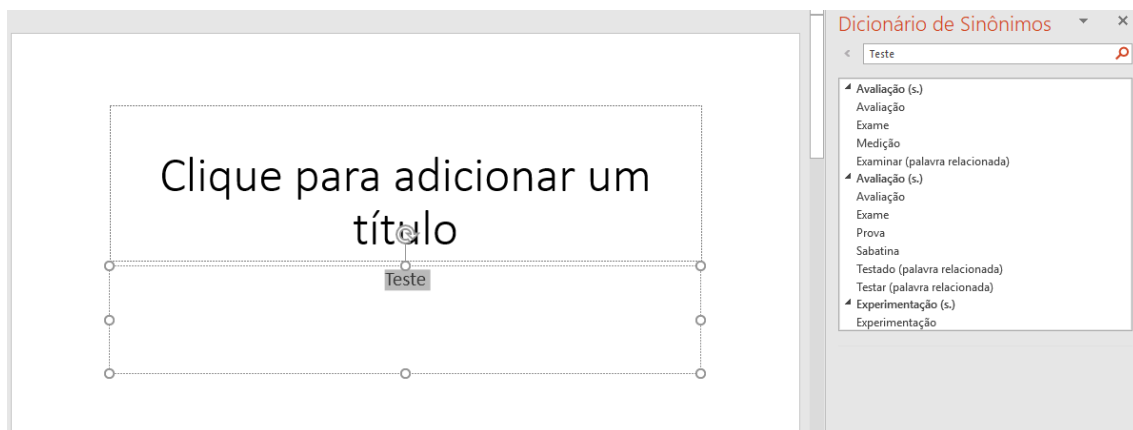 Clique para adicionar um
título
Teste
Dicionário de Sinônimos
Teste
Avaliação (s.)
Avaliação
Exame
Medição
Examinar (palavra relacionada)
Avaliação (s.)
Avaliação
Exame
Prova
Sabatina
Testado (palavra relacionada)
Testar (palavra relacionada)
Experimentação (s.)
Experimentação